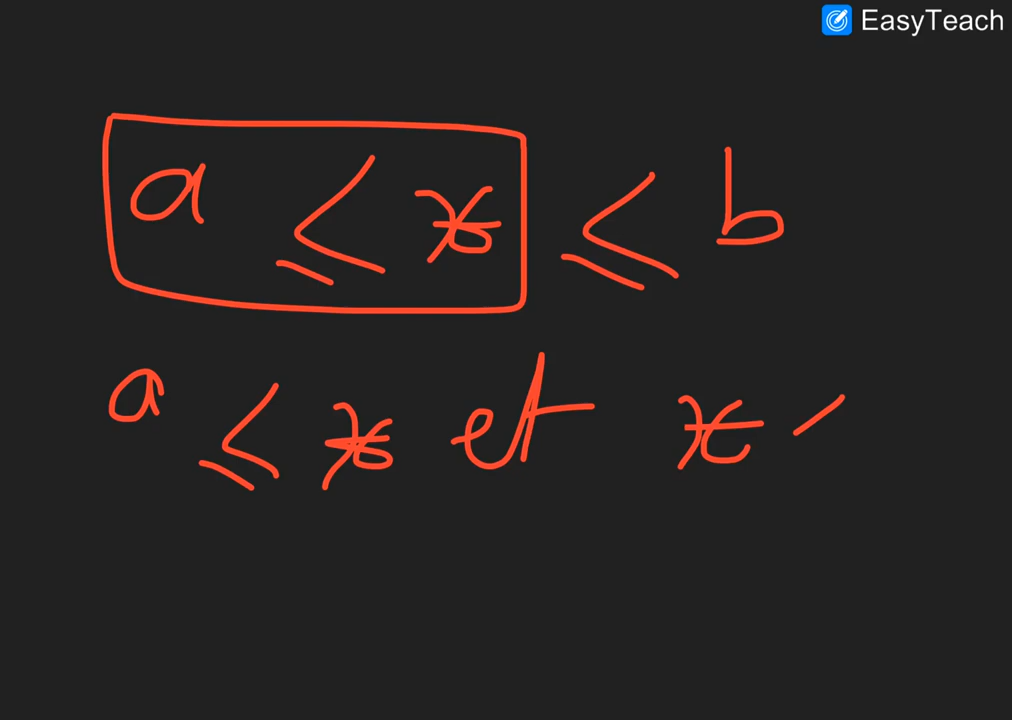 EasyTeach
a ≤ x ≤ b
a ≤ x et x